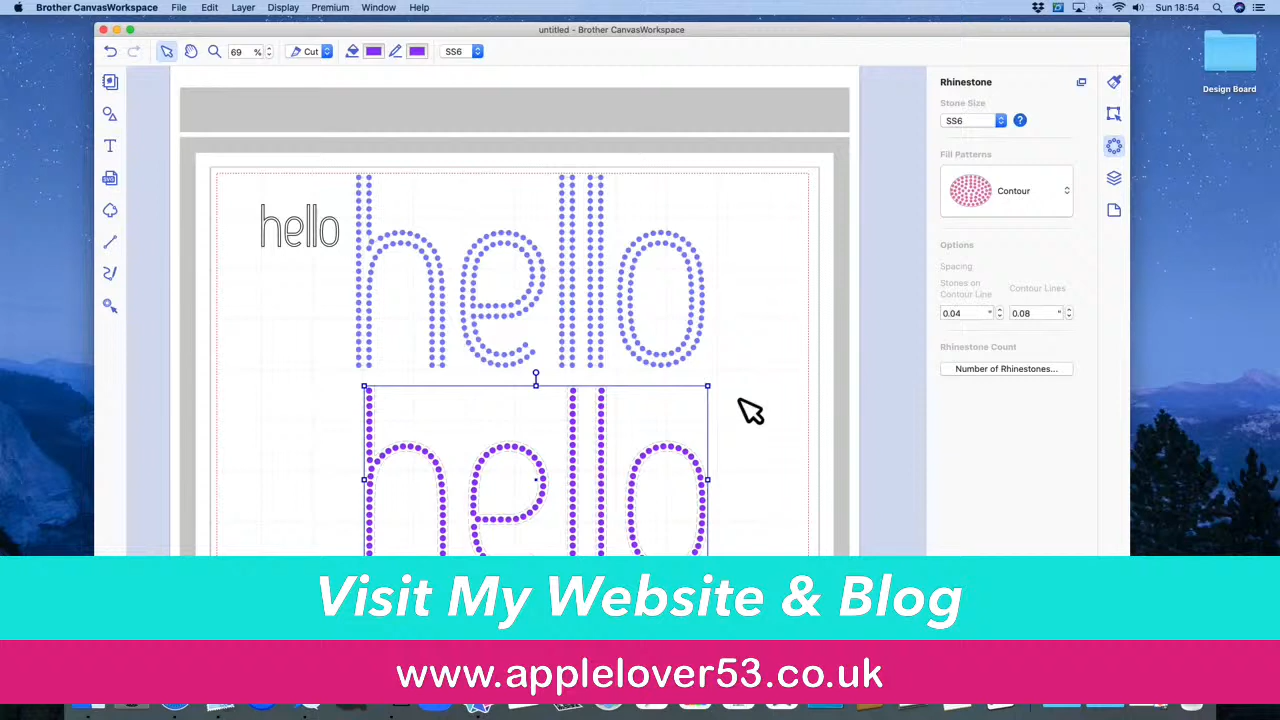 Brother CanvasWorkspace File Edit Layer Display Premium Window Help Sun 18:54
untitled - Brother CanvasWorkspace
69 % Cut SS6
Design Board
Rhinestone
Stone Size
SS6 ?
Fill Patterns
Contour
Options
Spacing
Stones on
Contour Line
Contour Lines
0.04 " 0.08 "
Rhinestone Count
Number of Rhinestones...
T
SVG
hello
hello
hello
Visit My Website & Blog
www.applelover53.co.uk